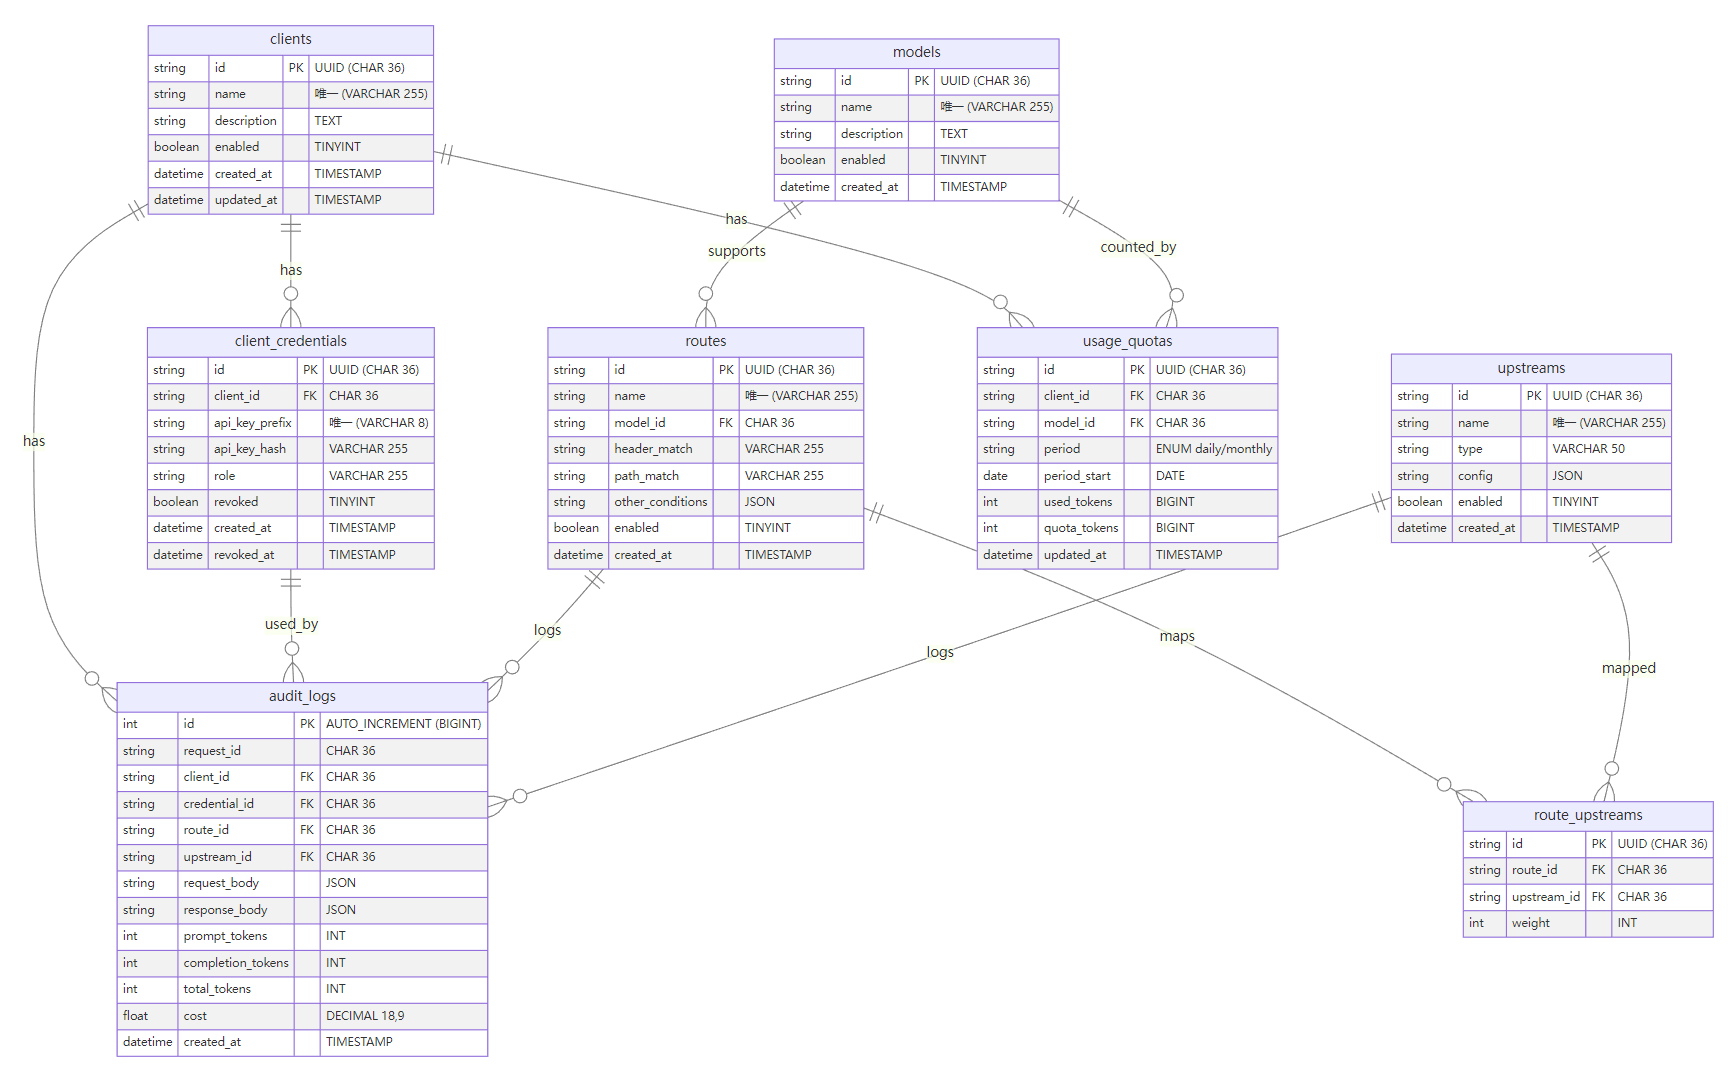 clients
string id PK UUID (CHAR 36)
string name 唯一 (VARCHAR 255)
string description TEXT
boolean enabled TINYINT
datetime created_at TIMESTAMP
datetime updated_at TIMESTAMP
models
string id PK UUID (CHAR 36)
string name 唯一 (VARCHAR 255)
string description TEXT
boolean enabled TINYINT
datetime created_at TIMESTAMP
has
supports
counted_by
has
has
client_credentials
string id PK UUID (CHAR 36)
string client_id FK CHAR 36
string api_key_prefix 唯一 (VARCHAR 8)
string api_key_hash VARCHAR 255
string role VARCHAR 255
boolean revoked TINYINT
datetime created_at TIMESTAMP
datetime revoked_at TIMESTAMP
routes
string id PK UUID (CHAR 36)
string name 唯一 (VARCHAR 255)
string model_id FK CHAR 36
string header_match VARCHAR 255
string path_match VARCHAR 255
string other_conditions JSON
boolean enabled TINYINT
datetime created_at TIMESTAMP
usage_quotas
string id PK UUID (CHAR 36)
string client_id FK CHAR 36
string model_id FK CHAR 36
string period ENUM daily/monthly
date period_start DATE
int used_tokens BIGINT
int quota_tokens BIGINT
datetime updated_at TIMESTAMP
upstreams
string id PK UUID (CHAR 36)
string name 唯一 (VARCHAR 255)
string type VARCHAR 50
string config JSON
boolean enabled TINYINT
datetime created_at TIMESTAMP
used_by
logs
logs
maps
mapped
audit_logs
int id PK AUTO_INCREMENT (BIGINT)
string request_id CHAR 36
string client_id FK CHAR 36
string credential_id FK CHAR 36
string route_id FK CHAR 36
string upstream_id FK CHAR 36
string request_body JSON
string response_body JSON
int prompt_tokens INT
int completion_tokens INT
int total_tokens INT
float cost DECIMAL 18,9
datetime created_at TIMESTAMP
route_upstreams
string id PK UUID (CHAR 36)
string route_id FK CHAR 36
string upstream_id FK CHAR 36
int weight INT